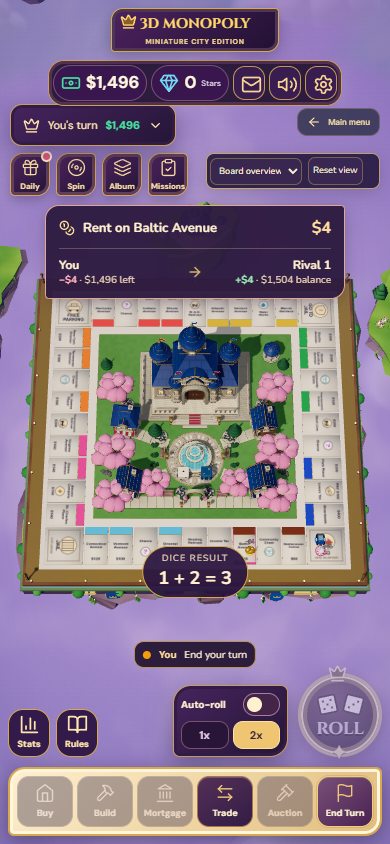 3D MONOPOLY
MINIATURE CITY EDITION
$1,496
0 Stars
You's turn $1,496
Main menu
Daily
Spin
Album
Missions
Board overview
Reset view
Rent on Baltic Avenue $4
You Rival 1
−$4 · $1,496 left
+$4 · $1,504 balance
FREE PARKING
DICE RESULT
1 + 2 = 3
You End your turn
Auto-roll
1x 2x
ROLL
Stats
Rules
Buy
Build
Mortgage
Trade
Auction
End Turn